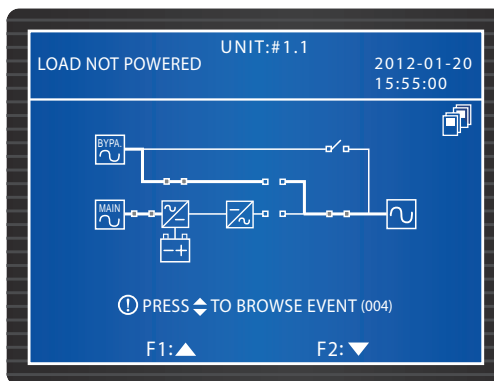 UNIT:#1.1
LOAD NOT POWERED
2012-01-20
15:55:00
BYPA.
MAIN
PRESS TO BROWSE EVENT (004)
F1: F2: